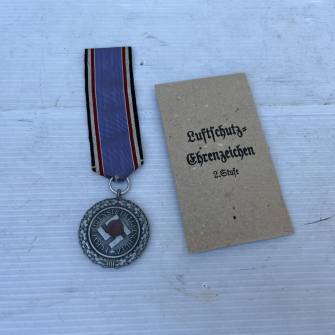 Luftschutz-
Ehrenzeichen
2. Stufe